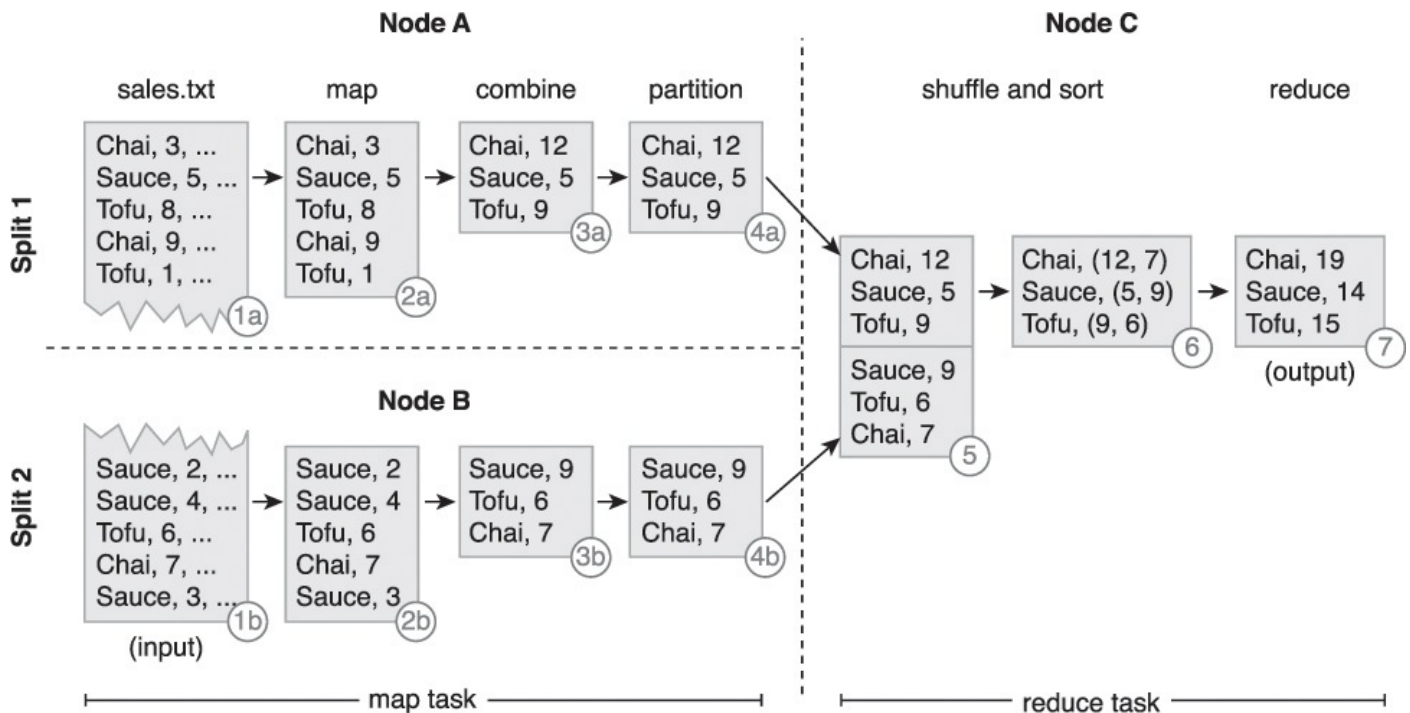 Node A
Node C
sales.txt
map
combine
partition
shuffle and sort
reduce
Split 1
Chai, 3, ...
Sauce, 5, ...
Tofu, 8, ...
Chai, 9, ...
Tofu, 1, ...
1a
Chai, 3
Sauce, 5
Tofu, 8
Chai, 9
Tofu, 1
2a
Chai, 12
Sauce, 5
Tofu, 9
3a
Chai, 12
Sauce, 5
Tofu, 9
4a
Node B
Split 2
Sauce, 2, ...
Sauce, 4, ...
Tofu, 6, ...
Chai, 7, ...
Sauce, 3, ...
1b
(input)
Sauce, 2
Sauce, 4
Tofu, 6
Chai, 7
Sauce, 3
2b
Sauce, 9
Tofu, 6
Chai, 7
3b
Sauce, 9
Tofu, 6
Chai, 7
4b
Chai, 12
Sauce, 5
Tofu, 9
Sauce, 9
Tofu, 6
Chai, 7
5
Chai, (12, 7)
Sauce, (5, 9)
Tofu, (9, 6)
6
Chai, 19
Sauce, 14
Tofu, 15
7
(output)
map task
reduce task